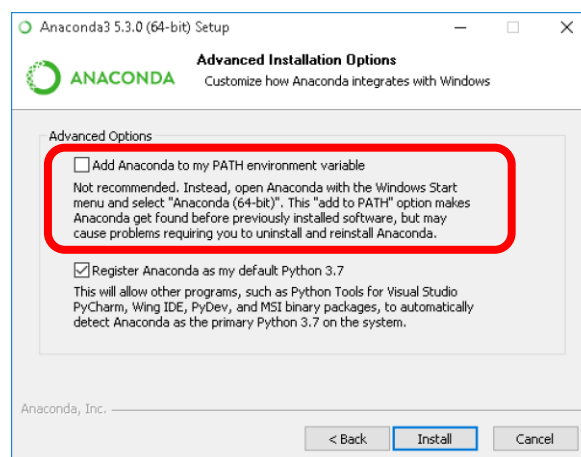 Anaconda3 5.3.0 (64-bit) Setup
ANACONDA
Advanced Installation Options
Customize how Anaconda integrates with Windows
Advanced Options
Add Anaconda to my PATH environment variable
Not recommended. Instead, open Anaconda with the Windows Start
menu and select "Anaconda (64-bit)". This "add to PATH" option makes
Anaconda get found before previously installed software, but may
cause problems requiring you to uninstall and reinstall Anaconda.
Register Anaconda as my default Python 3.7
This will allow other programs, such as Python Tools for Visual Studio
PyCharm, Wing IDE, PyDev, and MSI binary packages, to automatically
detect Anaconda as the primary Python 3.7 on the system.
Anaconda, Inc.
< Back
Install
Cancel